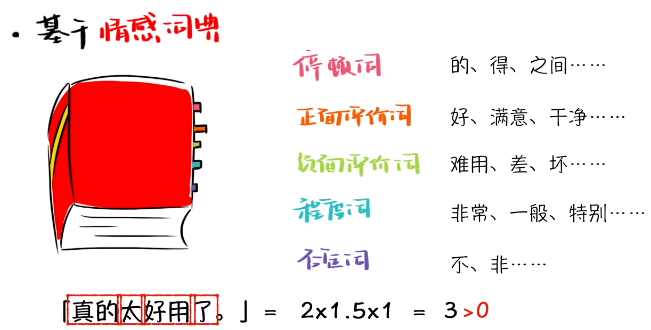 • 基于情感词典
停顿词 的、得、之间……
正面评价词 好、满意、干净……
负面评价词 难用、差、坏……
程度词 非常、一般、特别……
否定词 不、非……
「真的太好用了。」 = 2x1.5x1 = 3 >0